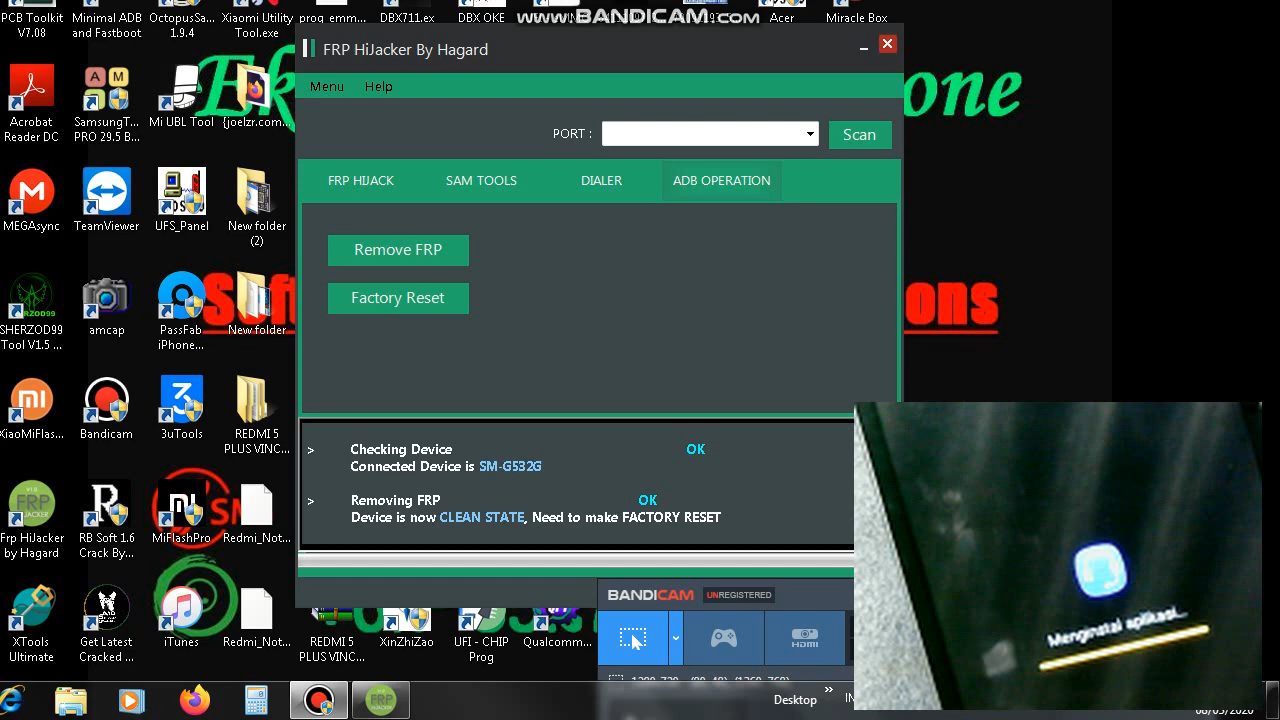 WWW.BANDICAM.COM
PCB Toolkit
V7.08
Minimal ADB
and Fastboot
OctopusSa...
1.9.4
Xiaomi Utility
Tool.exe
prog_emm...
DBX711.ex
DBX OKE
Acer
Miracle Box
FRP HiJacker By Hagard
Menu
Help
PORT :
Scan
FRP HIJACK
SAM TOOLS
DIALER
ADB OPERATION
Remove FRP
Factory Reset
> Checking Device OK
Connected Device is SM-G532G
> Removing FRP OK
Device is now CLEAN STATE, Need to make FACTORY RESET
Acrobat
Reader DC
SamsungT...
PRO 29.5 B...
Mi UBL Tool
{joelzr.com...
MEGAsync
TeamViewer
UFS_Panel
New folder
(2)
SHERZOD99
Tool V1.5 ...
amcap
PassFab
iPhone...
New folder
XiaoMiFlas...
Bandicam
3uTools
REDMI 5
PLUS VINC...
Frp HiJacker
by Hagard
RB Soft 1.6
Crack By...
MiFlashPro
Redmi_Not...
XTools
Ultimate
Get Latest
Cracked ...
iTunes
Redmi_Not...
REDMI 5
PLUS VINC...
XinZhiZao
UFI - CHIP
Prog
Qualcomm...
BANDICAM
UNREGISTERED
HDMI
Desktop
Menginstal aplikasi...